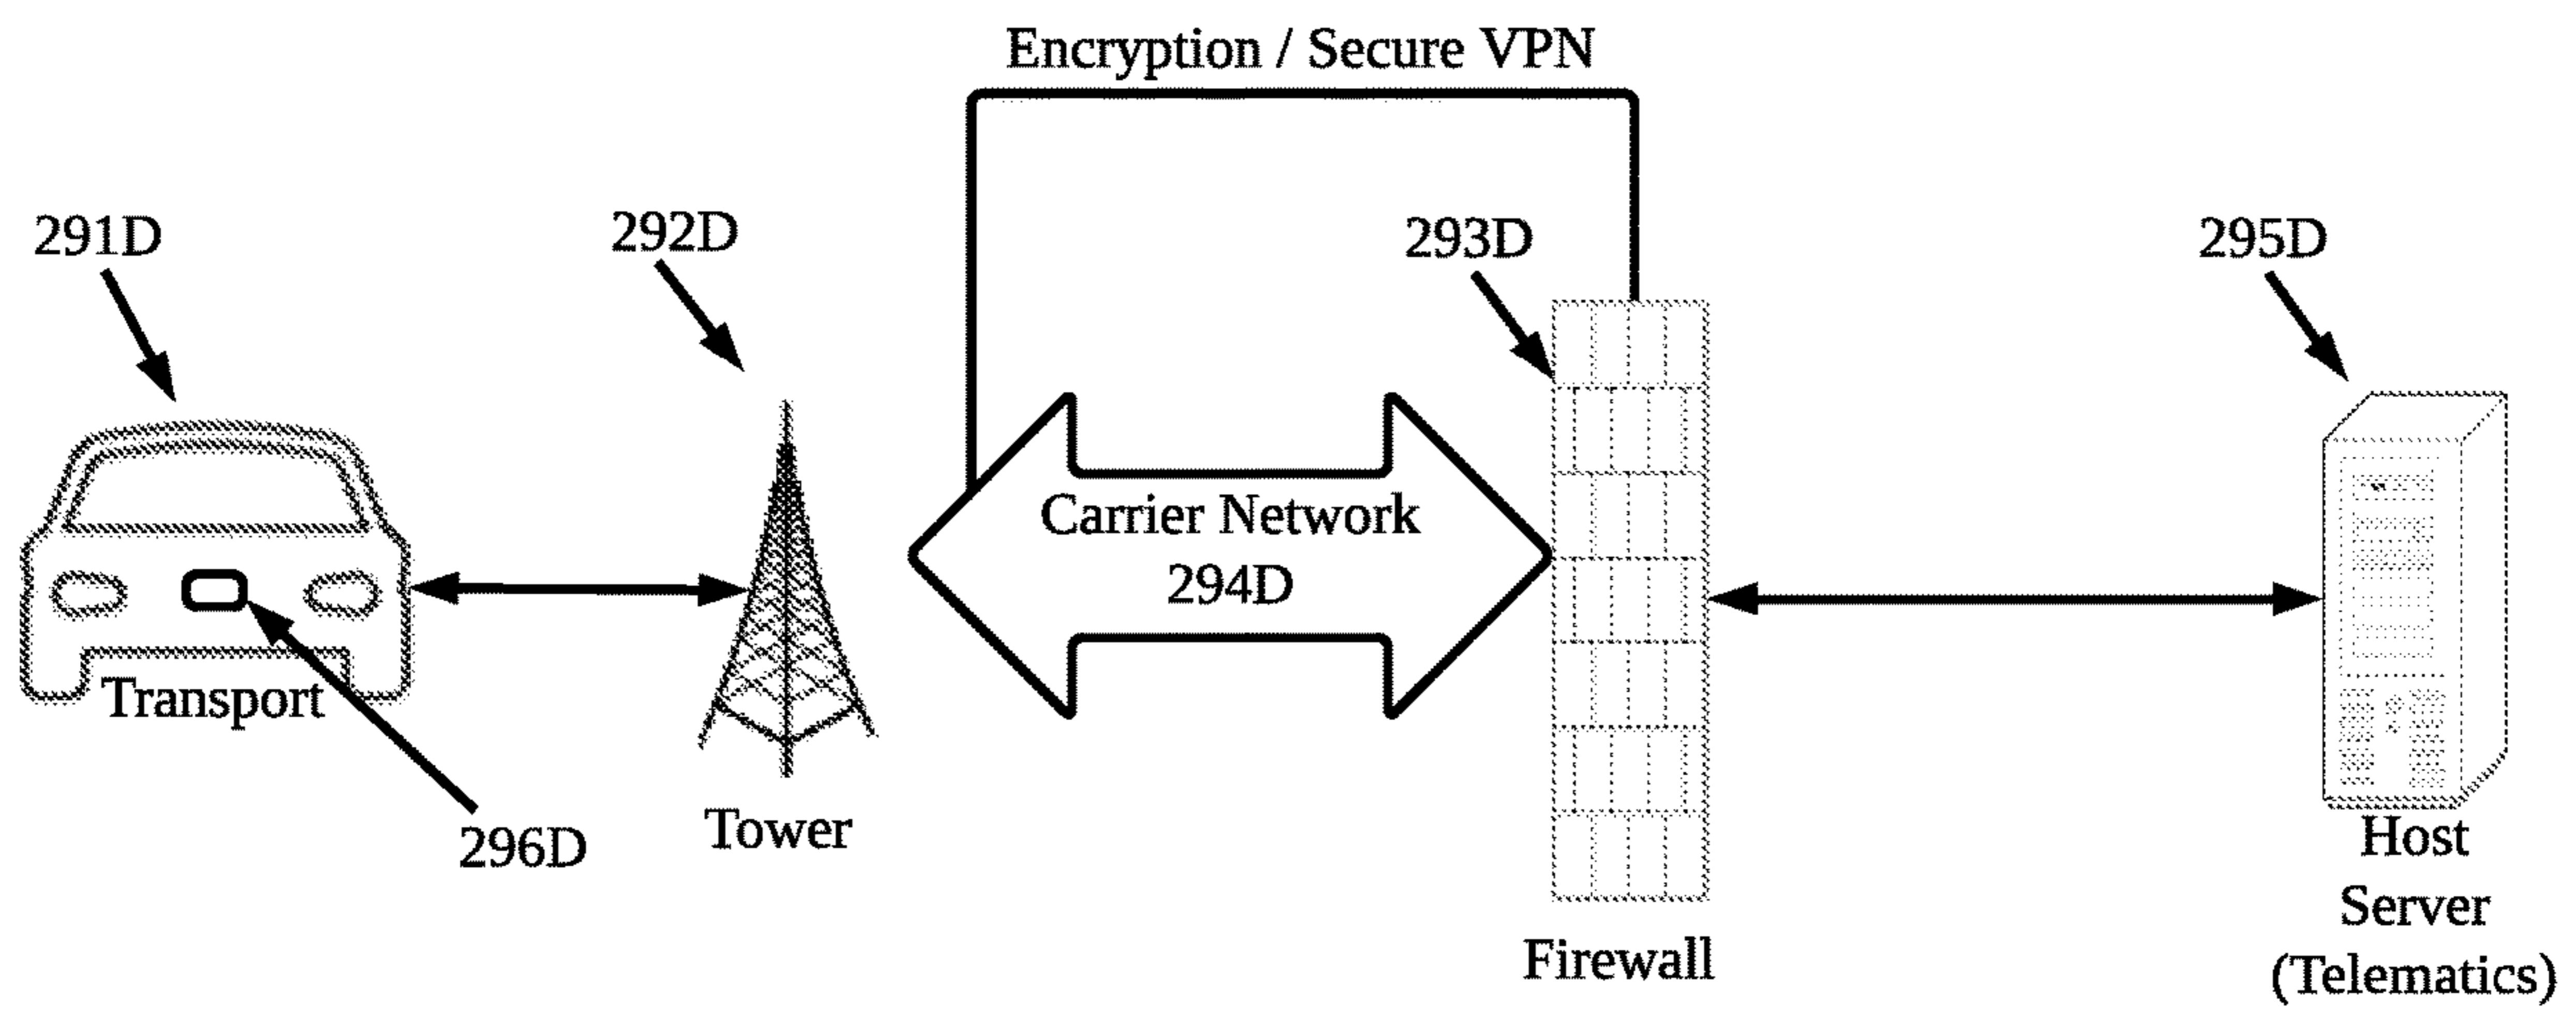 Encryption / Secure VPN
291D
292D
293D
295D
Carrier Network
294D
Transport
296D
Tower
Firewall
Host
Server
(Telematics)